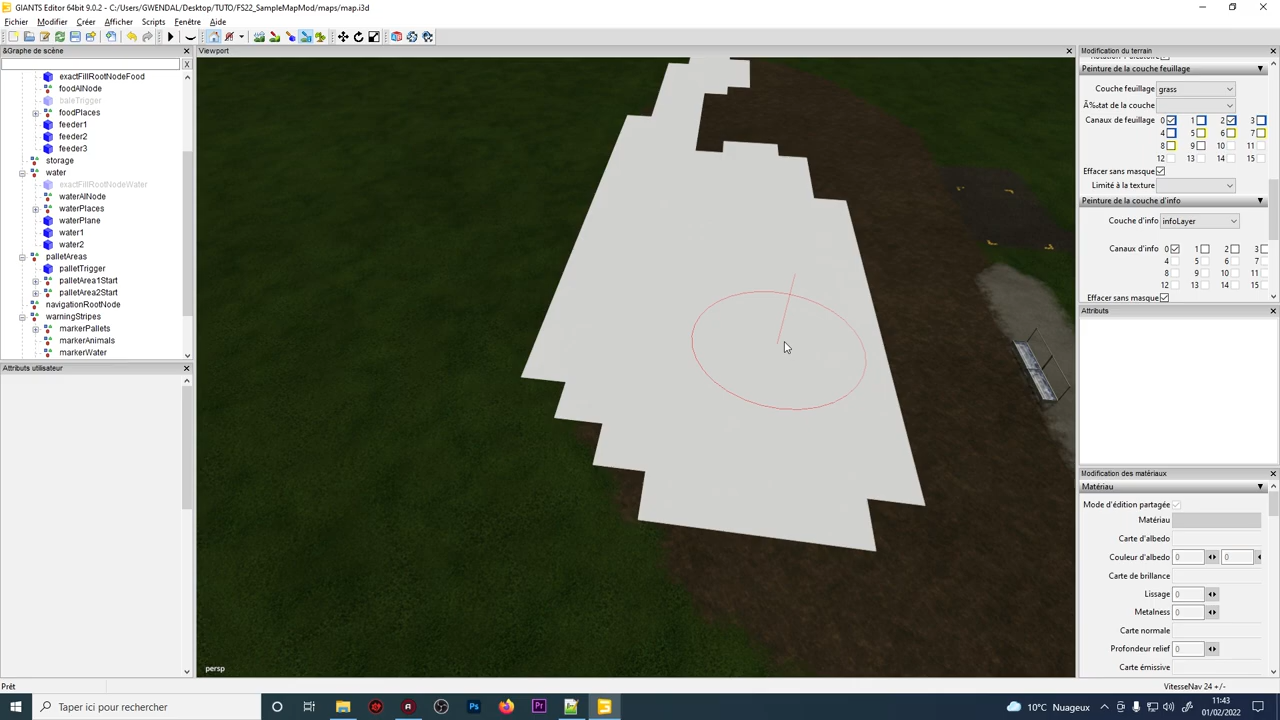 GIANTS Editor 64bit 9.0.2 - C:/Users/GWENDAL/Desktop/TUTO/FS22_SampleMapMod/maps/map.i3d
Fichier Modifier Créer Afficher Scripts Fenêtre Aide
&Graphe de scène
X
exactFillRootNodeFood
foodAINode
baleTrigger
foodPlaces
feeder1
feeder2
feeder3
storage
water
exactFillRootNodeWater
waterAINode
waterPlaces
waterPlane
water1
water2
palletAreas
palletTrigger
palletArea1Start
palletArea2Start
navigationRootNode
warningStripes
markerPallets
markerAnimals
markerWater
Attributs utilisateur
Viewport
persp
Modification du terrain
Peinture de la couche feuillage
Couche feuillage grass
Ã‰tat de la couche
Canaux de feuillage 0 1 2 3
4 5 6 7
8 9 10 11
12 13 14 15
Effacer sans masque
Limité à la texture
Peinture de la couche d'info
Couche d'info infoLayer
Canaux d'info 0 1 2 3
4 5 6 7
8 9 10 11
12 13 14 15
Effacer sans masque
Attributs
Modification des matériaux
Matériau
Mode d'édition partagée
Matériau
Carte d'albedo
Couleur d'albedo 0 0
Carte de brillance
Lissage 0
Metalness 0
Carte normale
Profondeur relief 0
Carte émissive
Prêt
VitesseNav 24 +/-
Taper ici pour rechercher
10°C Nuageux
11:43
01/02/2022